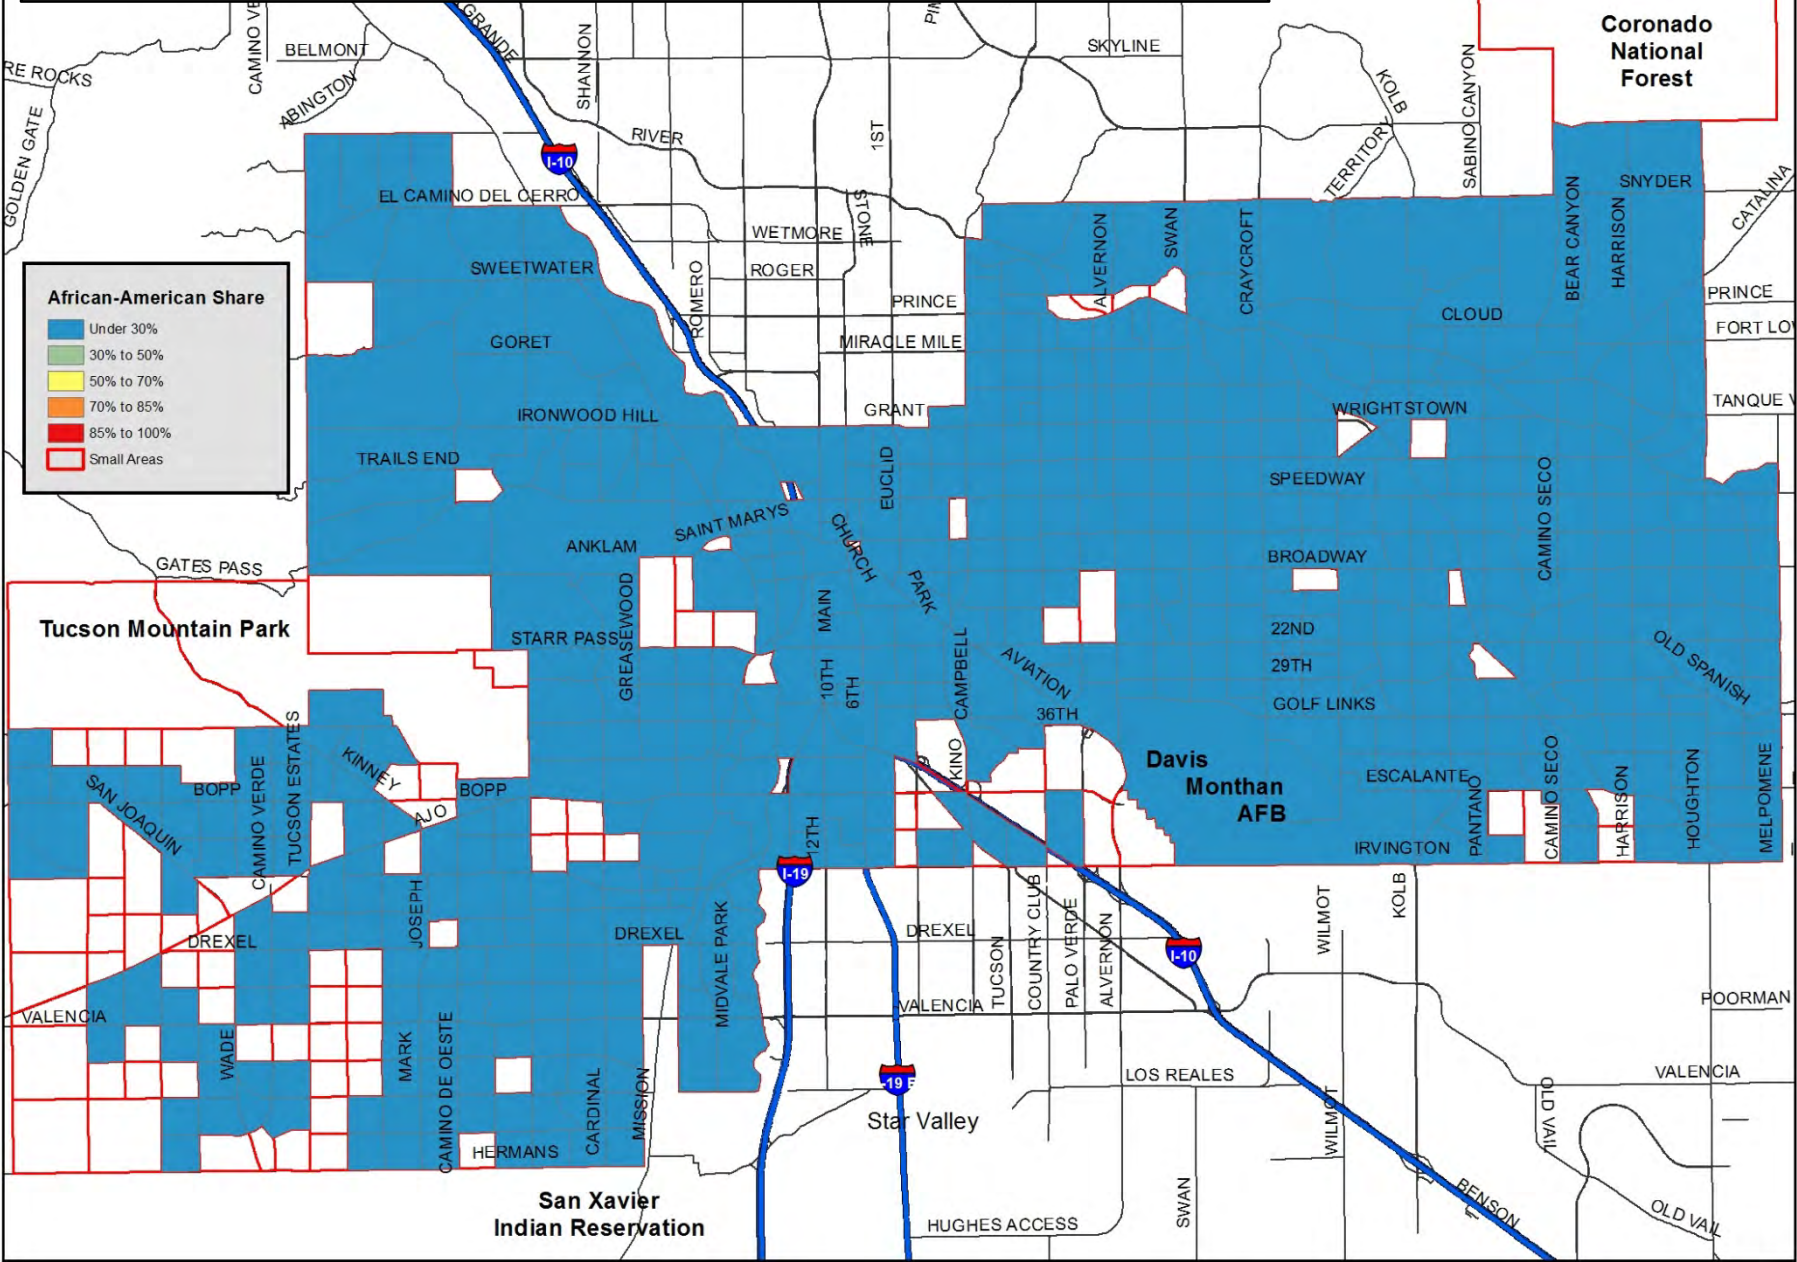 GRANDE
CAMINO VE
BELMONT
SHANNON
PIM
SKYLINE
Coronado
National
Forest
RE ROCKS
ABINGTON
KOLB
SABINO CANYON
GOLDEN GATE
RIVER
1ST
TERRITORY
I-10
EL CAMINO DEL CERRO
STONE
SNYDER
CATALINA
WETMORE
ALVERNON
SWAN
CRAYCROFT
BEAR CANYON
HARRISON
SWEETWATER
ROMERO
ROGER
African-American Share
Under 30%
30% to 50%
50% to 70%
70% to 85%
85% to 100%
Small Areas
PRINCE
PRINCE
CLOUD
FORT LO
GORET
MIRACLE MILE
IRONWOOD HILL
GRANT
WRIGHTSTOWN
TANQUE V
TRAILS END
EUCLID
SPEEDWAY
CAMINO SECO
SAINT MARYS
CHURCH
ANKLAM
BROADWAY
GATES PASS
GREASEWOOD
MAIN
PARK
Tucson Mountain Park
STARR PASS
22ND
CAMPBELL
AVIATION
29TH
OLD SPANISH
10TH
6TH
GOLF LINKS
36TH
TUCSON ESTATES
CAMINO VERDE
KINNEY
KINO
Davis
Monthan
AFB
ESCALANTE
PANTANO
CAMINO SECO
HARRISON
HOUGHTON
MELPOMENE
SAN JOAQUIN
BOPP
BOPP
AJO
12TH
IRVINGTON
I-19
JOSEPH
MIDVALE PARK
COUNTRY CLUB
PALO VERDE
ALVERNON
WILMOT
KOLB
DREXEL
DREXEL
DREXEL
TUCSON
I-10
VALENCIA
VALENCIA
POORMAN
WADE
MARK
CAMINO DE OESTE
CARDINAL
MISSION
-19 B
LOS REALES
VALENCIA
Star Valley
WILMOT
OLD VAIL
HERMANS
San Xavier
Indian Reservation
HUGHES ACCESS
SWAN
BENSON
OLD VAIL